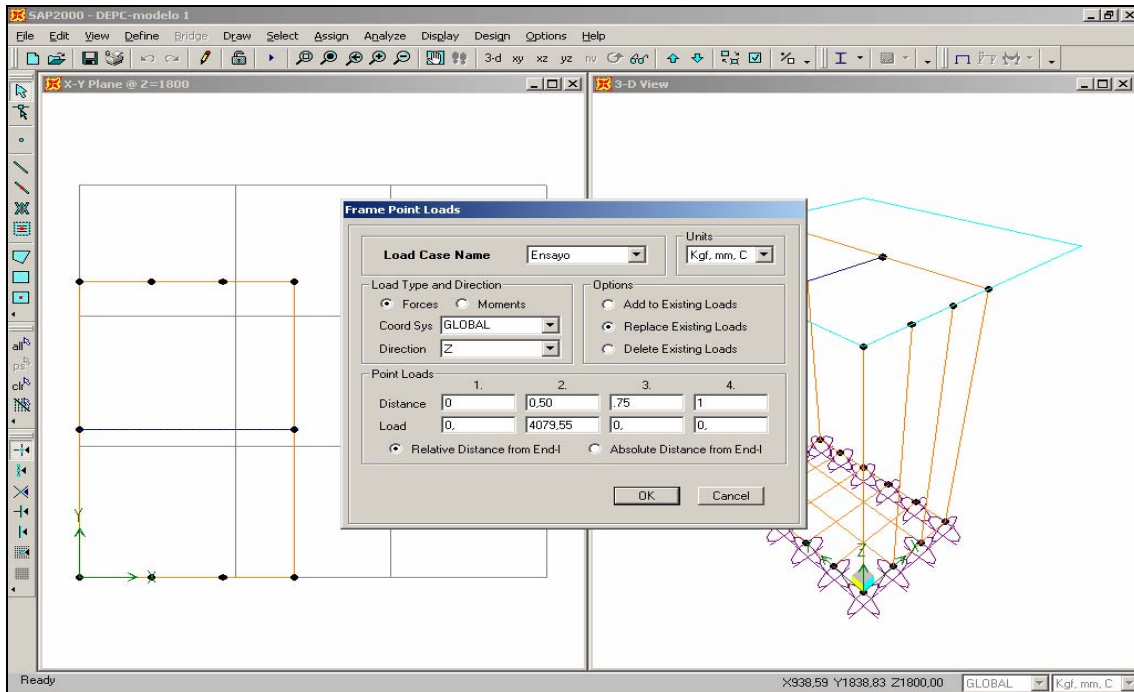 SAP2000 - DEPC-modelo 1
File Edit View Define Bridge Draw Select Assign Analyze Display Design Options Help
3-d xy xz yz nv
X-Y Plane @ Z=1800
3-D View
Frame Point Loads
Load Case Name Ensayo
Units
Kgf, mm, C
Load Type and Direction
Forces Moments
Coord Sys GLOBAL
Direction Z
Options
Add to Existing Loads
Replace Existing Loads
Delete Existing Loads
Point Loads
1. 2. 3. 4.
Distance 0 0,50 .75 1
Load 0, 4079,55 0, 0,
Relative Distance from End-I Absolute Distance from End-I
OK Cancel
all
ps
clr
Y
X
Z
Ready
X938,59 Y1838,83 Z1800,00 GLOBAL Kgf, mm, C